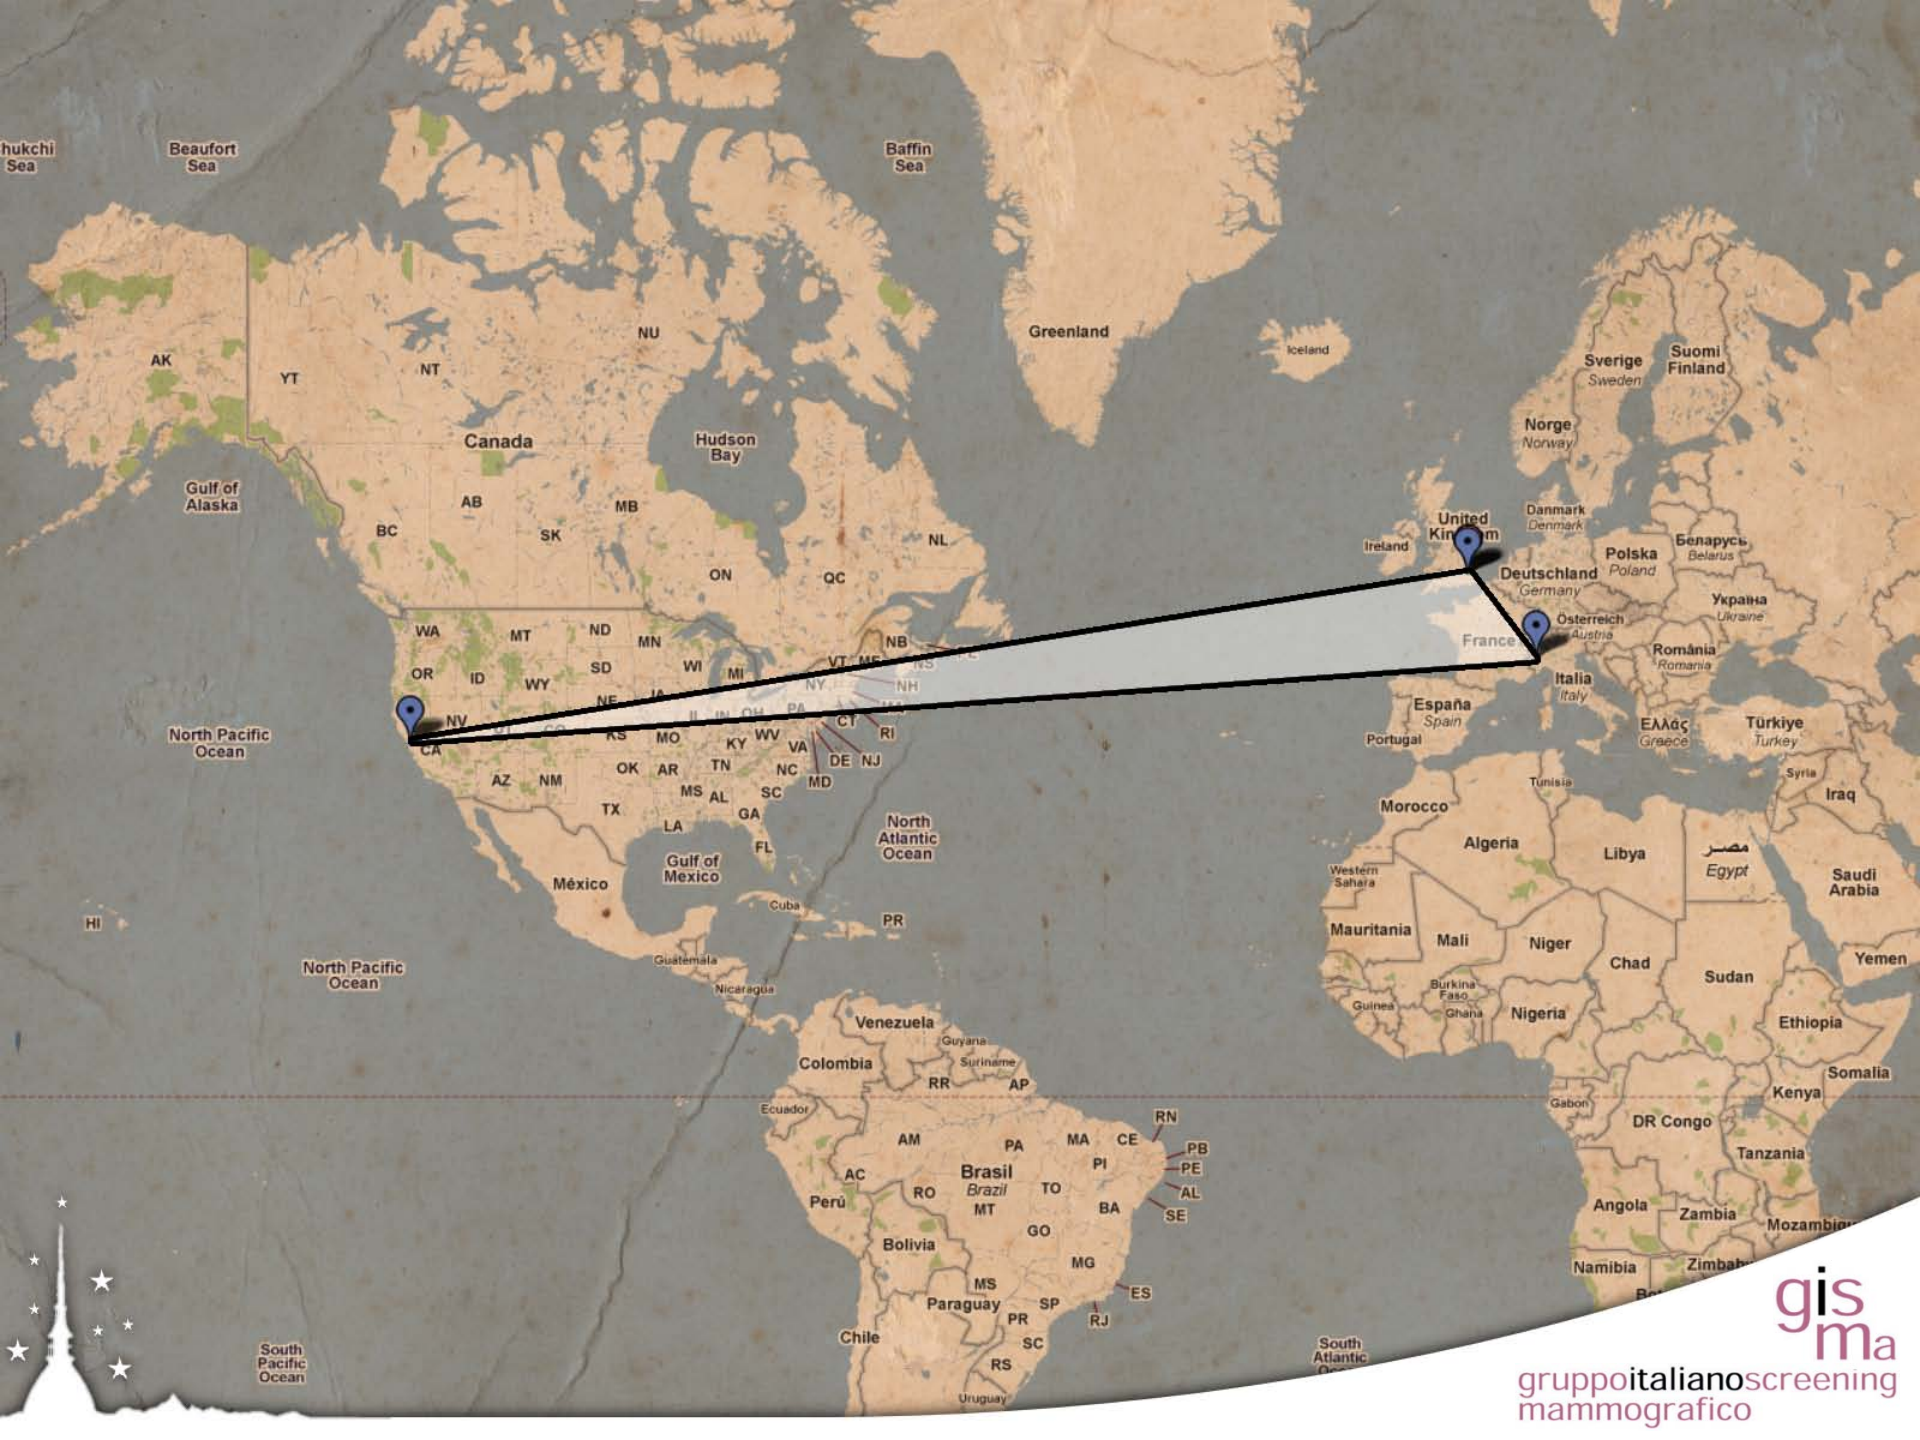 hukchi
Sea
Beaufort
Sea
Baffin
Sea
Greenland
Iceland
NU
AK
YT
NT
Sverige
Sweden
Suomi
Finland
Norge
Norway
Canada
Hudson
Bay
Gulf of
Alaska
AB
MB
BC
SK
NL
ON
QC
United
Ireland
Danmark
Denmark
Беларусь
Belarus
Polska
Poland
Deutschland
Germany
Україна
Ukraine
Österreich
Austria
France
România
Romania
WA
MT
ND
MN
NB
OR
ID
SD
WI
MI
VT
ME
NS
WY
NE
IA
NY
NH
Italia
Italy
España
Spain
Portugal
Ελλάς
Greece
Türkiye
Turkey
NV
IL
IN
OH
PA
CT
RI
CA
KS
MO
KY
WV
VA
DE
NJ
MD
AZ
NM
OK
AR
TN
NC
TX
MS
AL
SC
GA
LA
FL
North Pacific
Ocean
North
Atlantic
Ocean
Gulf of
Mexico
México
Cuba
PR
HI
Guatemala
Nicaragua
North Pacific
Ocean
Tunisia
Syria
Iraq
Morocco
Algeria
Libya
مصر
Egypt
Saudi
Arabia
Western
Sahara
Mauritania
Mali
Niger
Chad
Sudan
Yemen
Burkina
Faso
Guinea
Ghana
Nigeria
Ethiopia
Somalia
Kenya
Gabon
DR Congo
Tanzania
Angola
Zambia
Namibia
Venezuela
Guyana
Suriname
Colombia
RR
AP
Ecuador
RN
AM
PA
MA
CE
PB
PI
PE
Brasil
Brazil
AC
RO
TO
AL
Perú
MT
BA
SE
GO
Bolivia
MG
MS
ES
Paraguay
SP
PR
RJ
Chile
SC
RS
Uruguay
South
Pacific
Ocean
South
Atlantic
gisma
gruppoitalianoscreening
mammografico